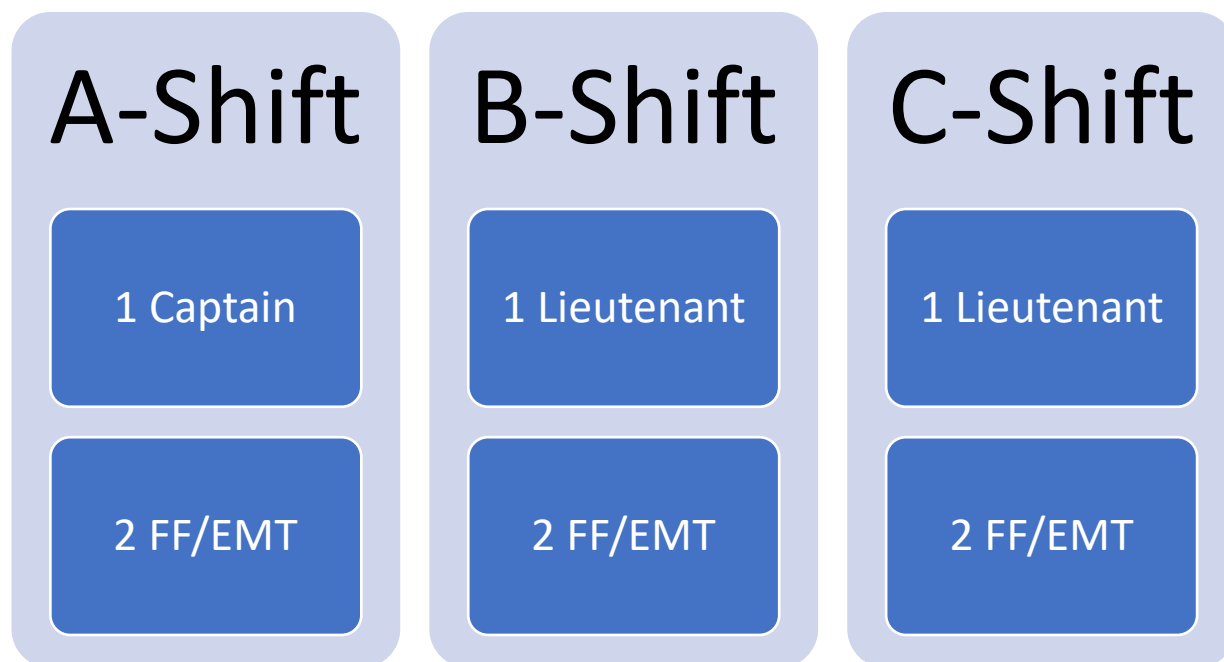 A-Shift
1 Captain
2 FF/EMT
B-Shift
1 Lieutenant
2 FF/EMT
C-Shift
1 Lieutenant
2 FF/EMT